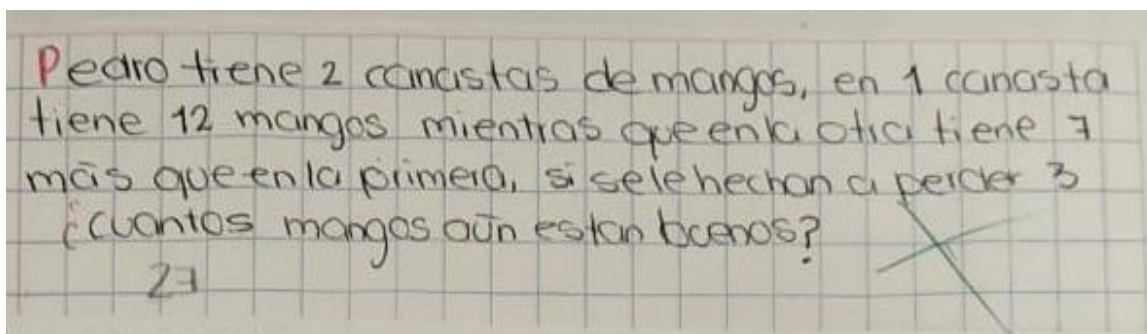 Pedro tiene 2 canastas de mangos, en 1 canasta
tiene 12 mangos mientras que en la otra tiene 7
más que en la primera, si se le hechan a perder 3
¿cuantos mangos aún estan buenos?
27